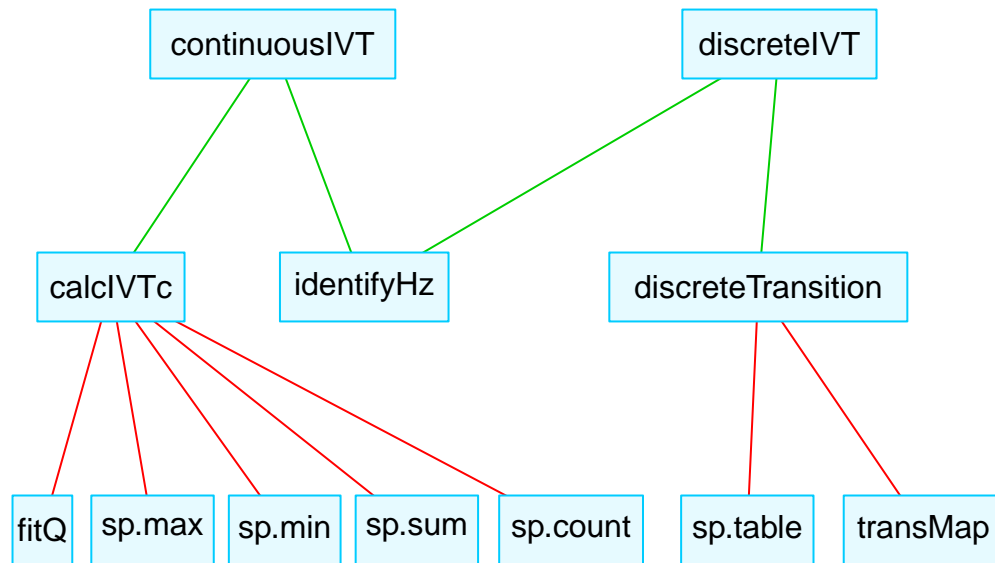 continuousIVT
discreteIVT
calcIVTc
identifyHz
discreteTransition
fitQ
sp.max
sp.min
sp.sum
sp.count
sp.table
transMap